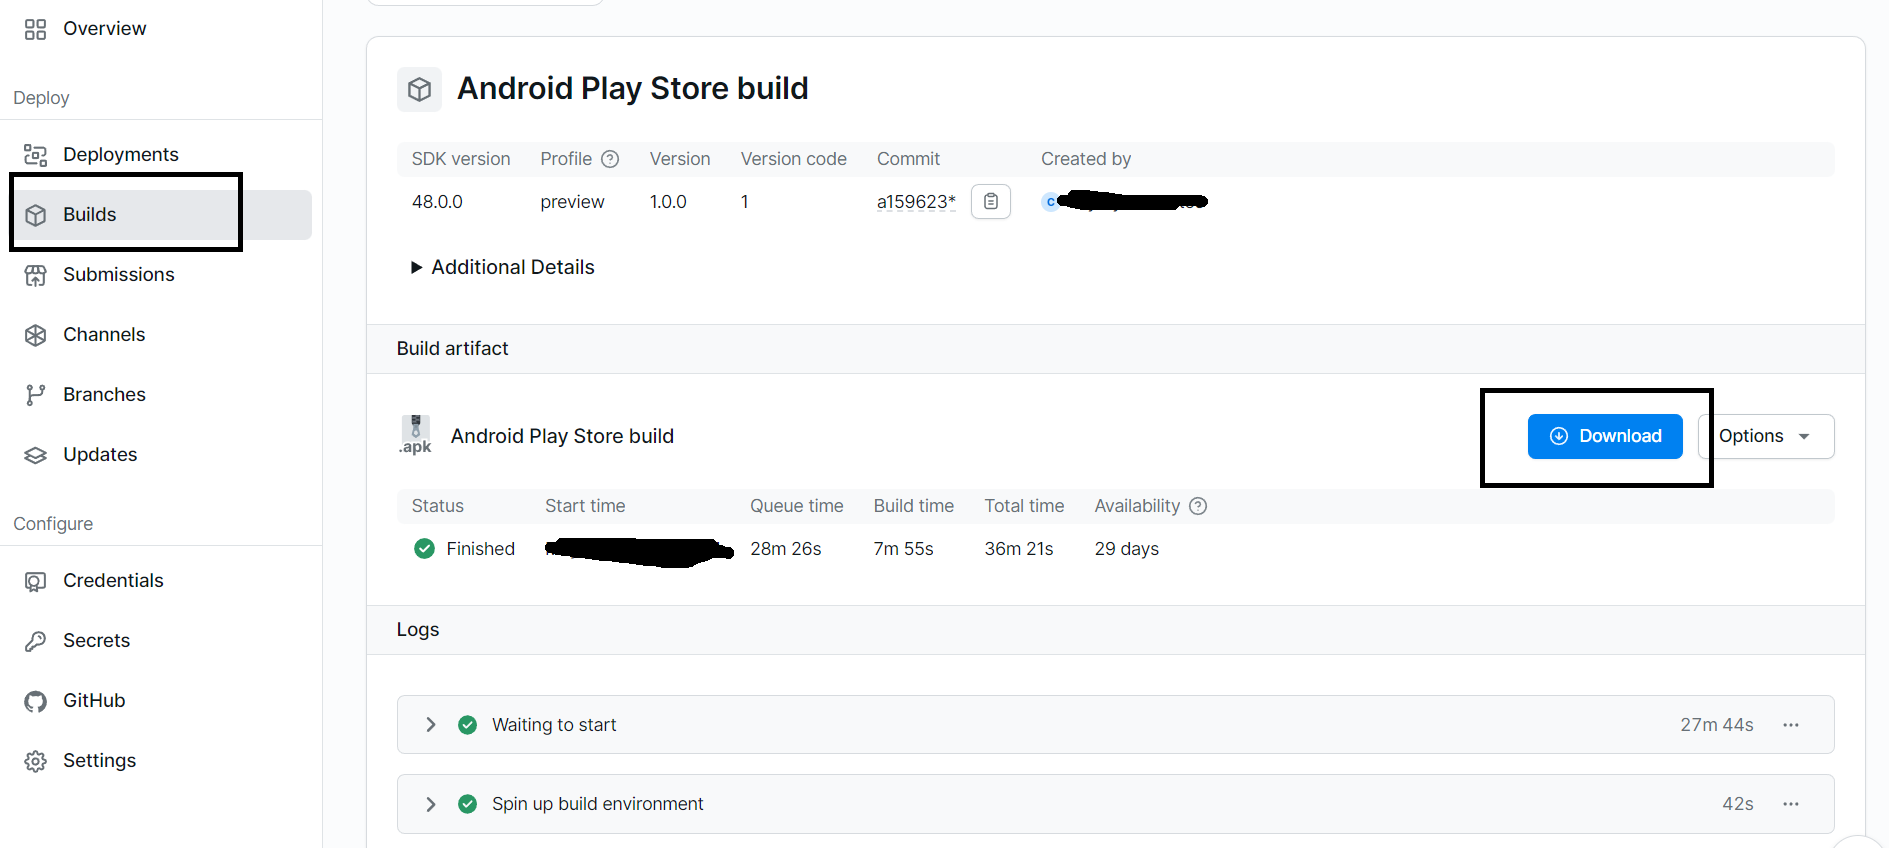 Overview
Deploy
Deployments
Builds
Submissions
Channels
Branches
Updates
Configure
Credentials
Secrets
GitHub
Settings
Android Play Store build
SDK version Profile Version Version code Commit Created by
48.0.0 preview 1.0.0 1 a159623* C
Additional Details
Build artifact
.apk Android Play Store build Download Options
Status Start time Queue time Build time Total time Availability
Finished 28m 26s 7m 55s 36m 21s 29 days
Logs
Waiting to start 27m 44s
Spin up build environment 42s